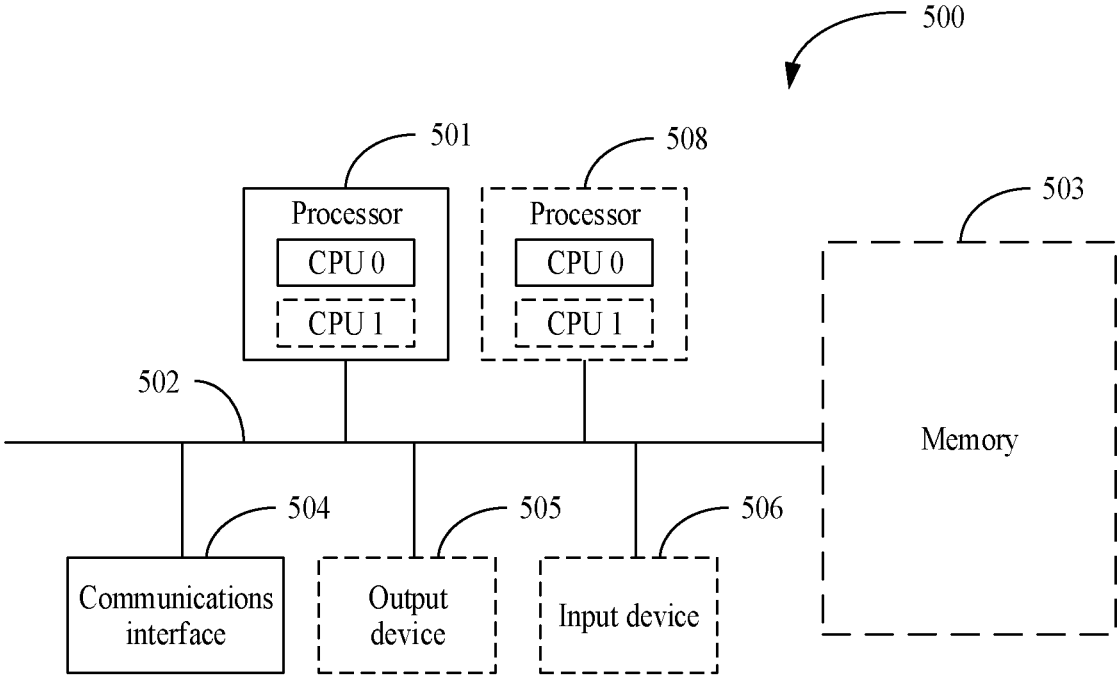 500
501
508
503
Processor
Processor
CPU 0
CPU 0
CPU 1
CPU 1
502
Memory
504
505
506
Communications
interface
Output
device
Input device